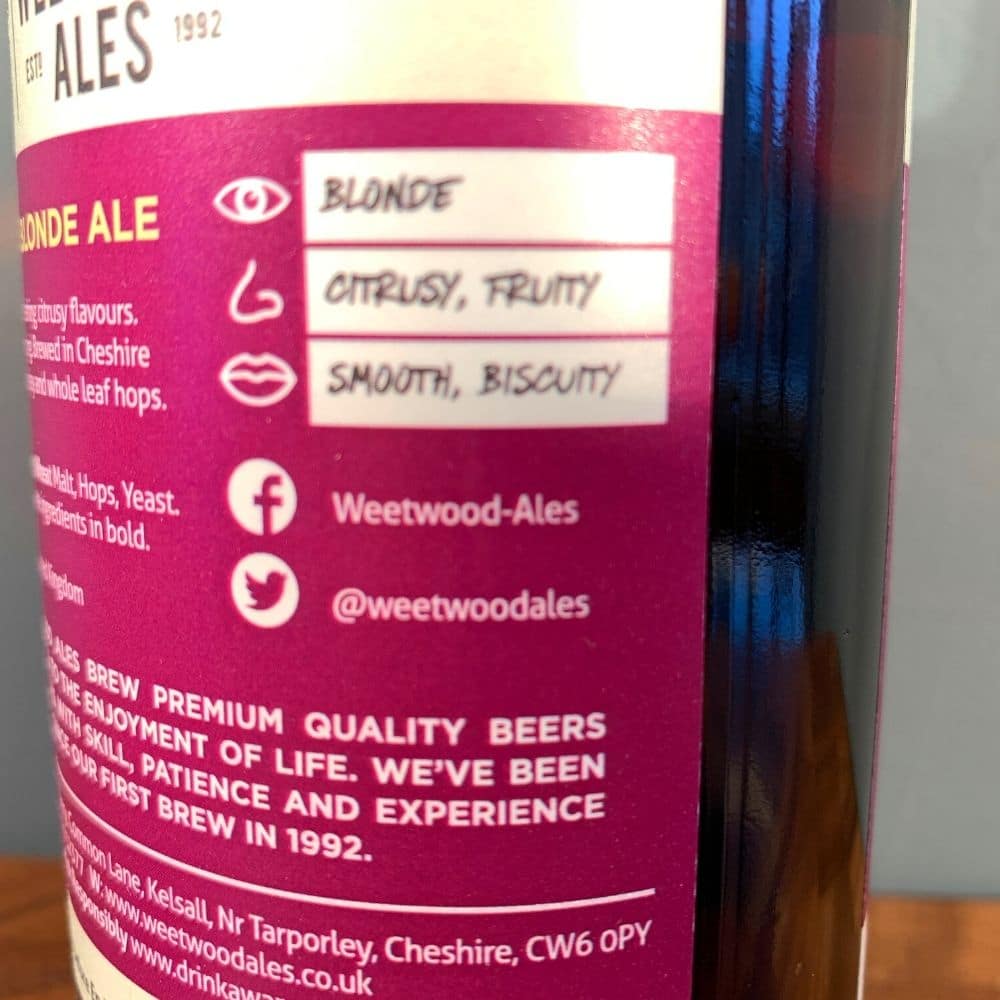 ALES
ESTD
1992
BLONDE ALE
BLONDE
CITRUSY, FRUITY
SMOOTH, BISCUITY
citrusy flavours.
Brewed in Cheshire
and whole leaf hops.
Malt, Hops, Yeast.
ingredients in bold.
Kingdom
Weetwood-Ales
@weetwoodales
ALES BREW PREMIUM QUALITY BEERS
THE ENJOYMENT OF LIFE. WE'VE BEEN
WITH SKILL, PATIENCE AND EXPERIENCE
OUR FIRST BREW IN 1992.
Common Lane, Kelsall, Nr Tarporley, Cheshire, CW6 0PY
W: www.weetwoodales.co.uk